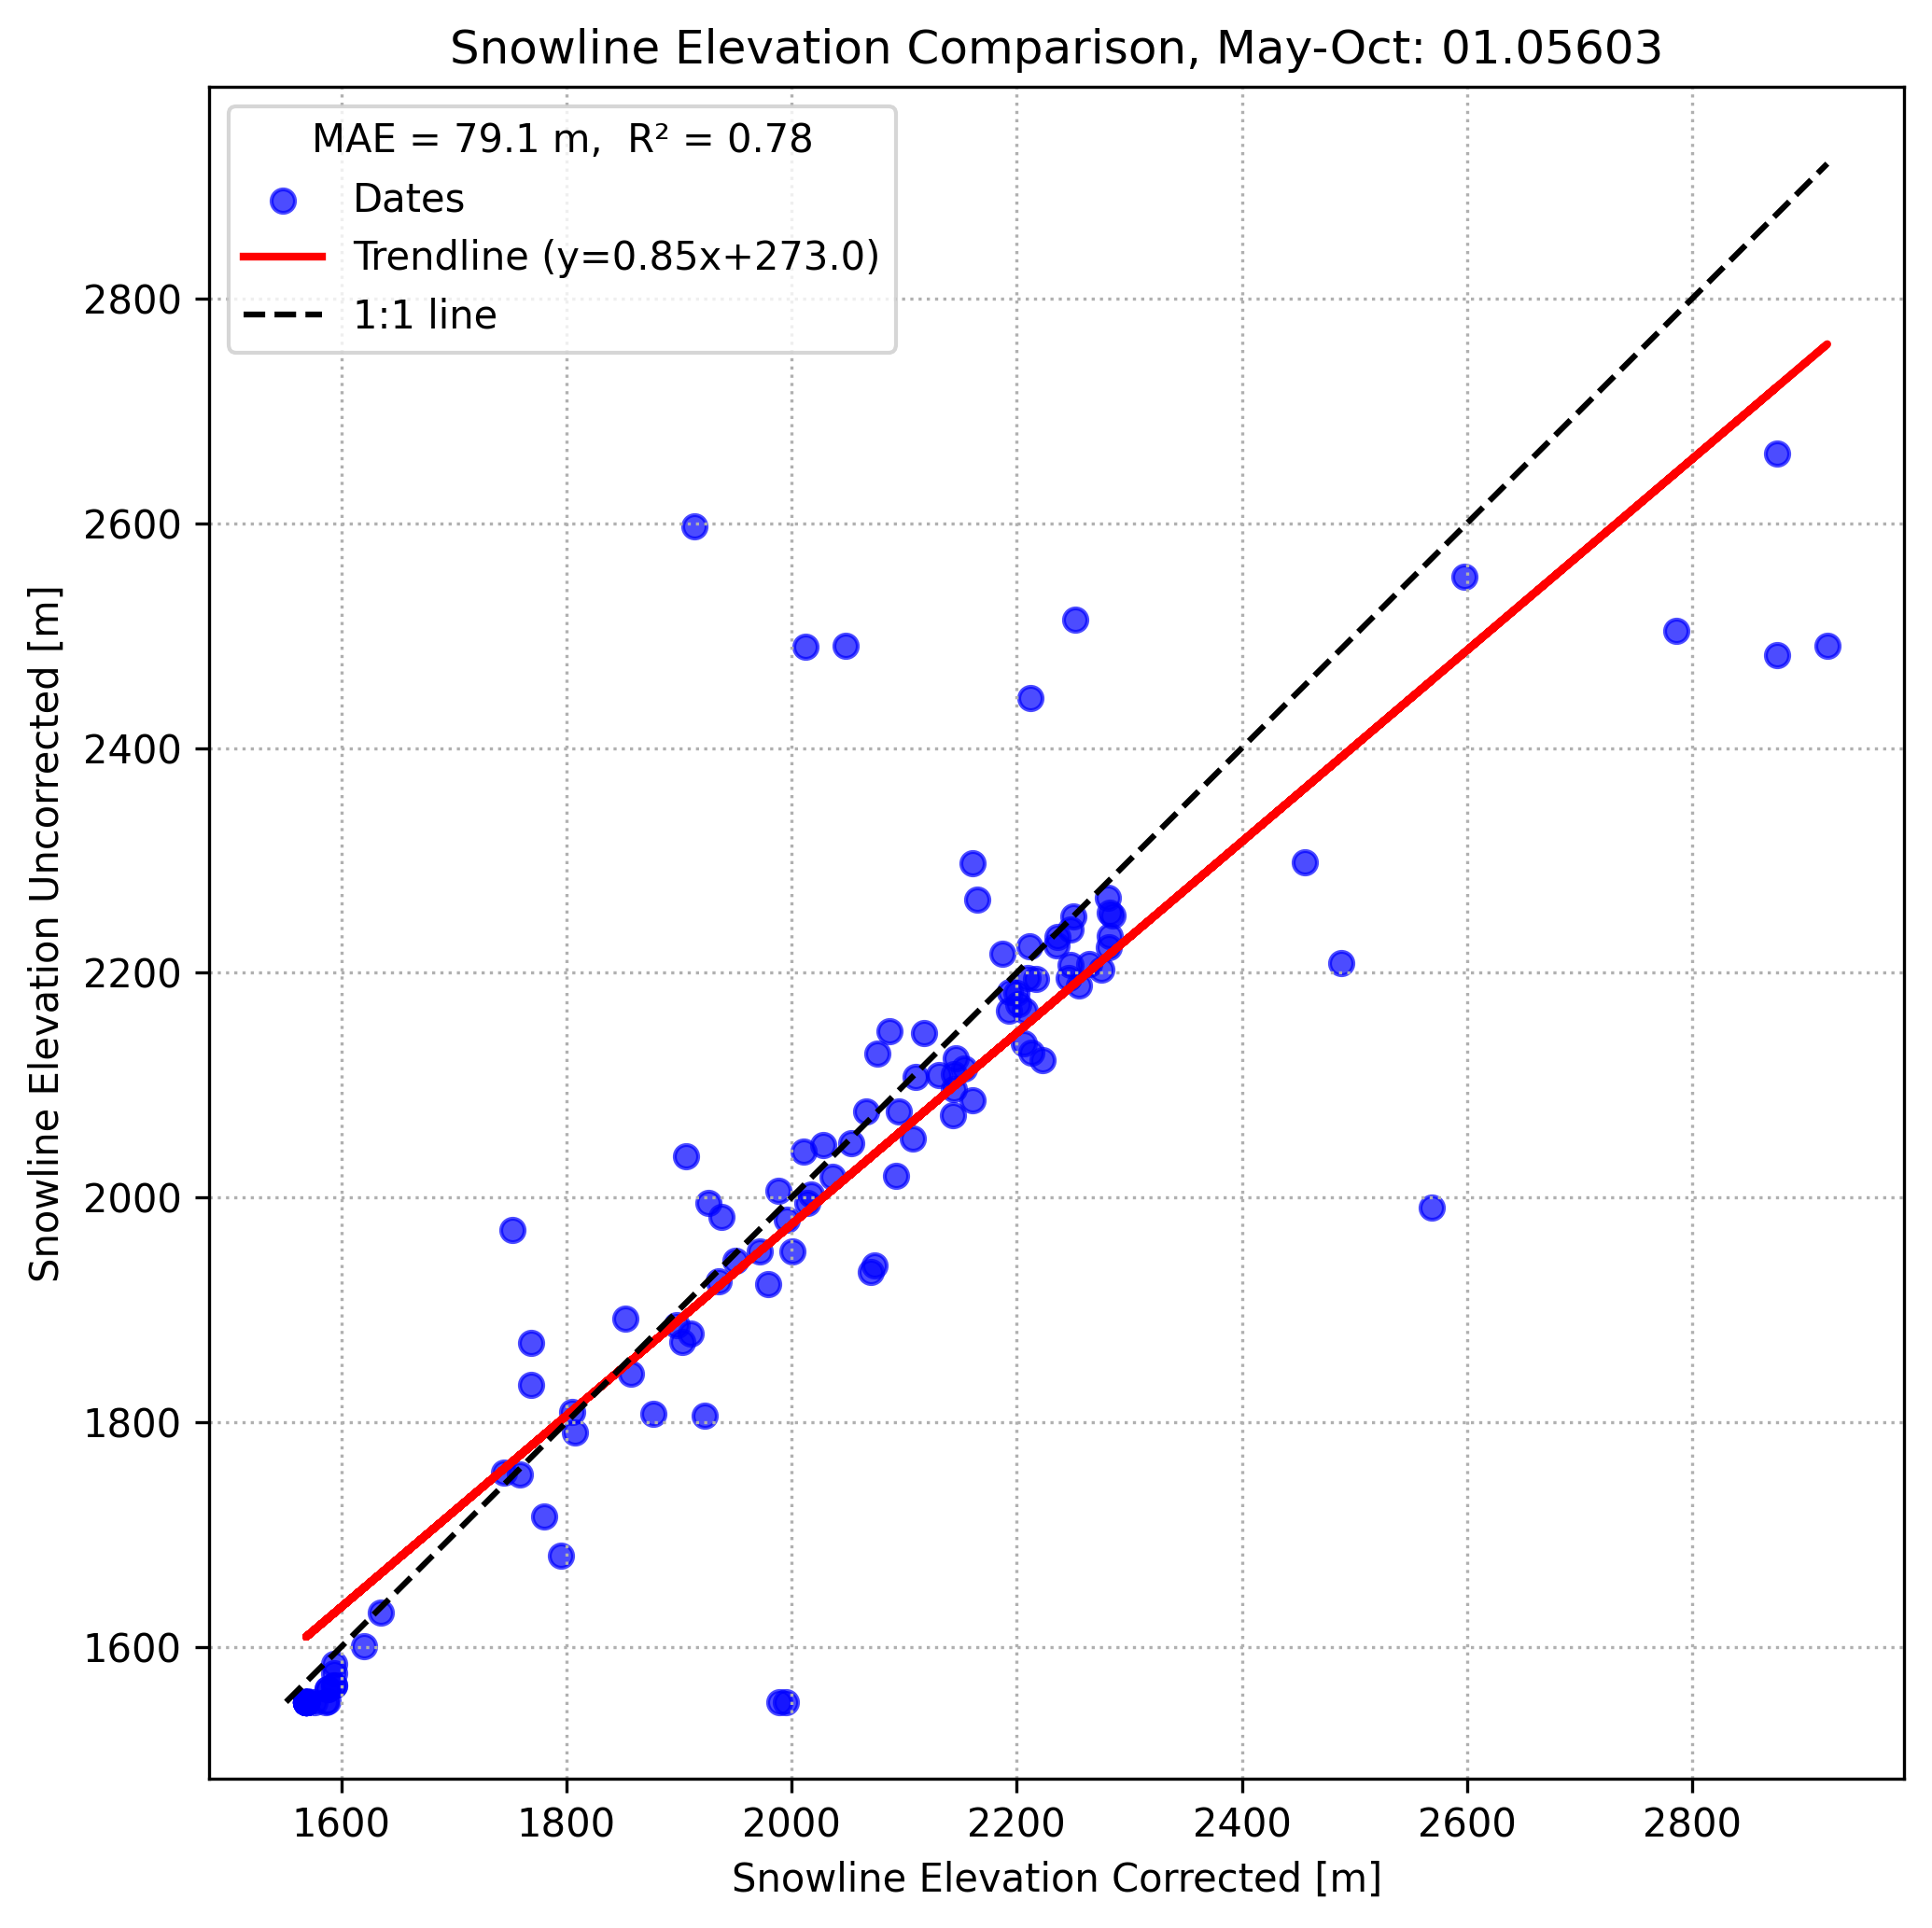 Snowline Elevation Comparison, May-Oct: 01.05603
MAE = 79.1 m,  R² = 0.78
Dates
Trendline (y=0.85x+273.0)
1:1 line
Snowline Elevation Uncorrected [m]
2800
2600
2400
2200
2000
1800
1600
1600 1800 2000 2200 2400 2600 2800
Snowline Elevation Corrected [m]